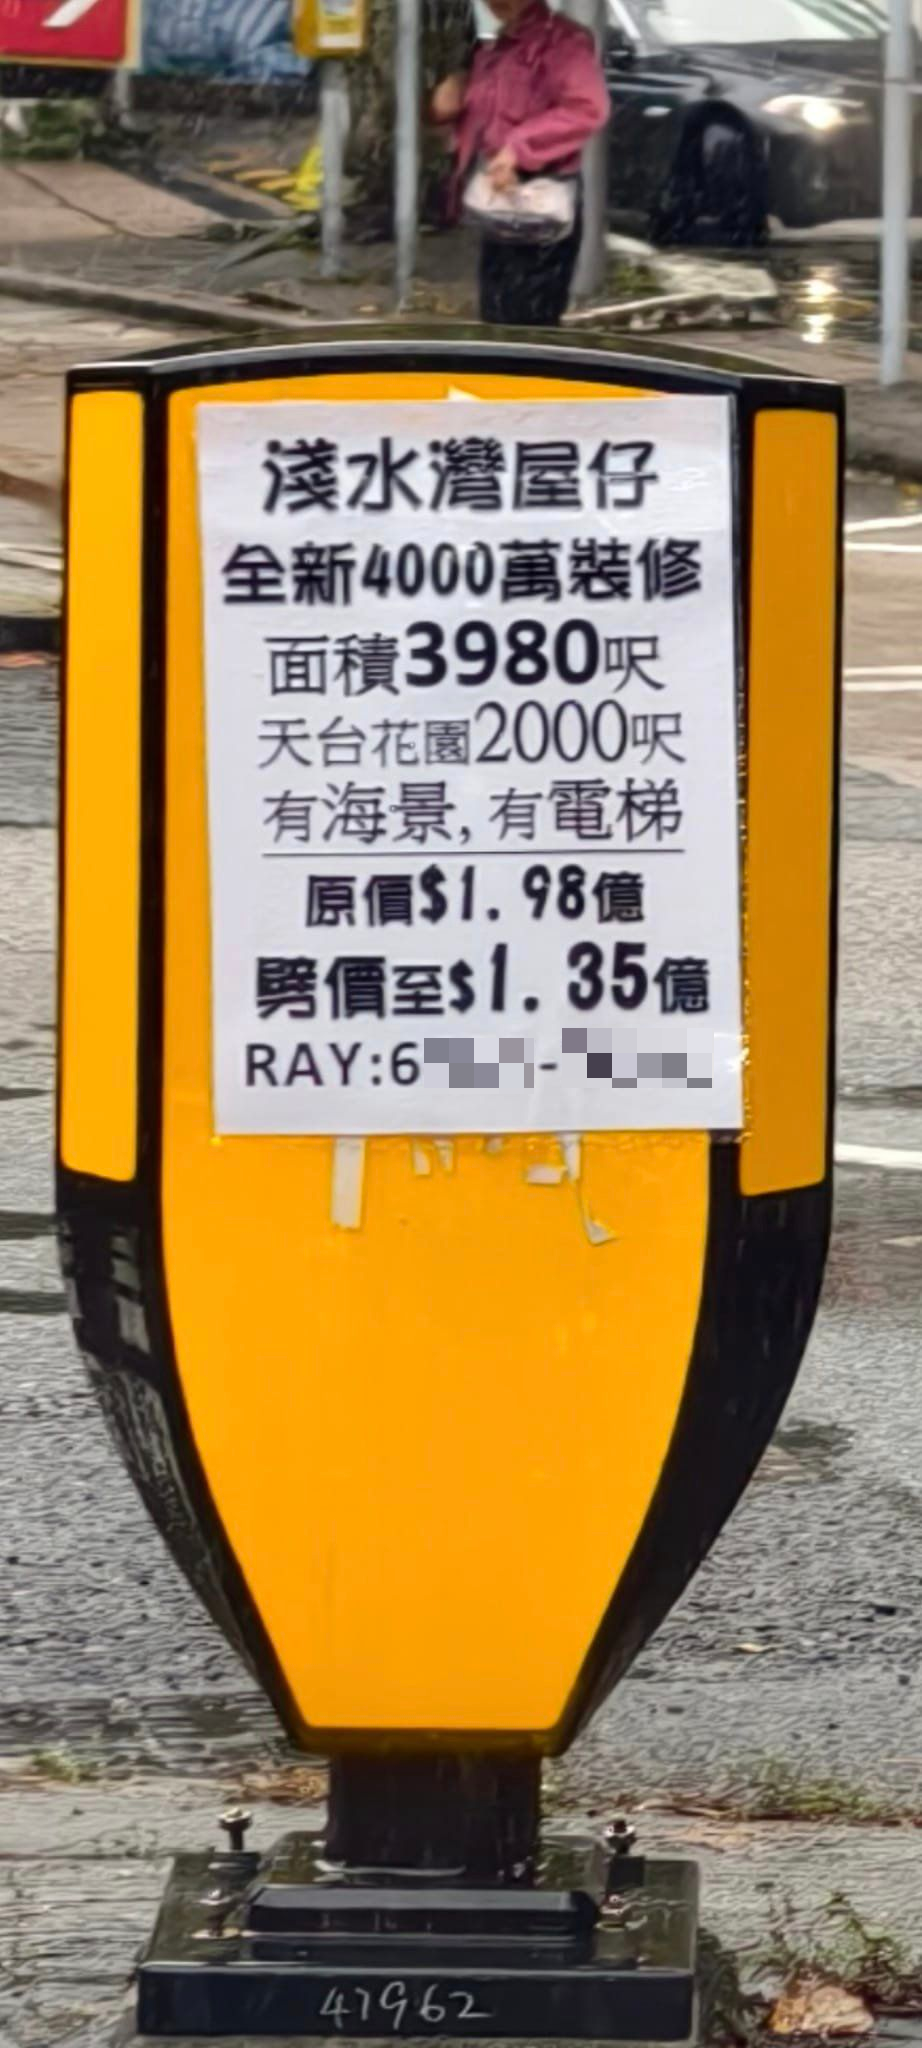 淺水灣屋仔
全新4000萬裝修
面積3980呎
天台花園2000呎
有海景,有電梯
原價$1.98億
劈價至$1.35億
RAY:6
47962